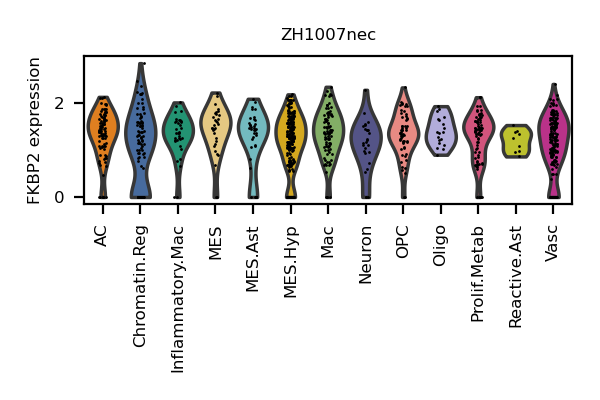 ZH1007nec
FKBP2 expression
2
0
AC
Chromatin.Reg
Inflammatory.Mac
MES
MES.Ast
MES.Hyp
Mac
Neuron
OPC
Oligo
Prolif.Metab
Reactive.Ast
Vasc